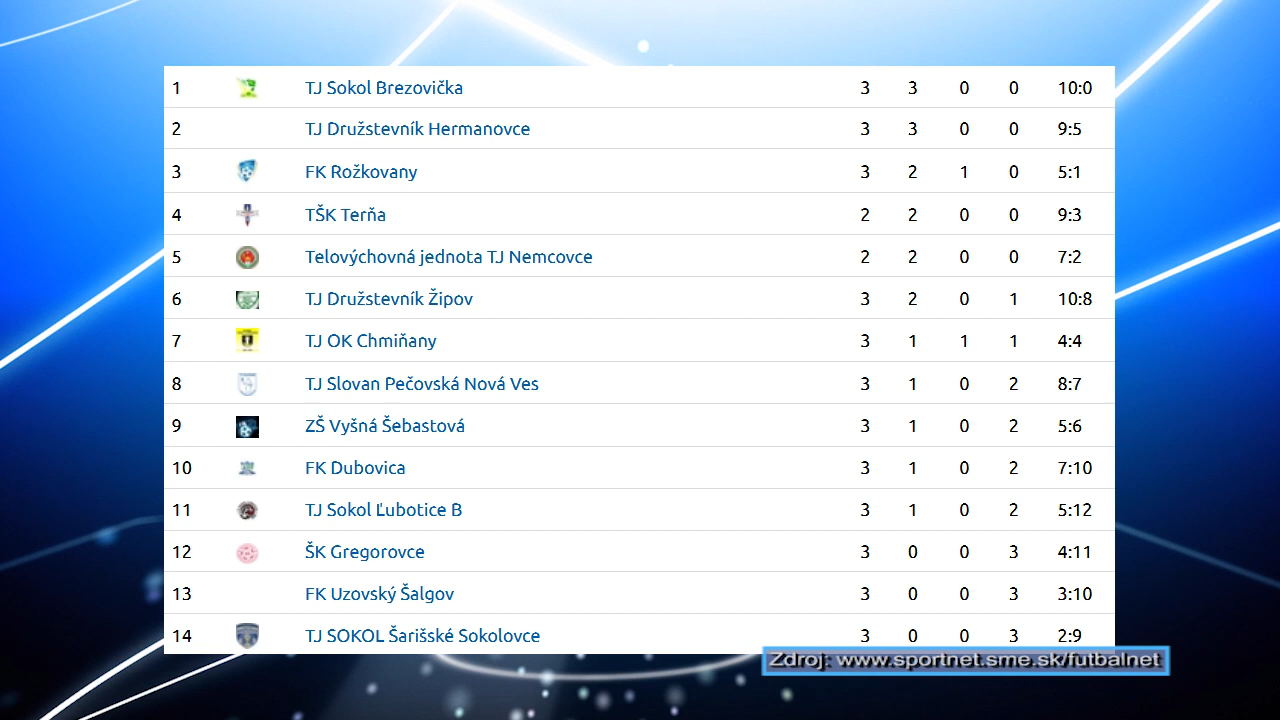 1 TJ Sokol Brezovička 3 3 0 0 10:0
2 TJ Družstevník Hermanovce 3 3 0 0 9:5
3 FK Rožkovany 3 2 1 0 5:1
4 TŠK Terňa 2 2 0 0 9:3
5 Telovýchovná jednota TJ Nemcovce 2 2 0 0 7:2
6 TJ Družstevník Žipov 3 2 0 1 10:8
7 TJ OK Chmiňany 3 1 1 1 4:4
8 TJ Slovan Pečovská Nová Ves 3 1 0 2 8:7
9 ZŠ Vyšná Šebastová 3 1 0 2 5:6
10 FK Dubovica 3 1 0 2 7:10
11 TJ Sokol Ľubotice B 3 1 0 2 5:12
12 ŠK Gregorovce 3 0 0 3 4:11
13 FK Uzovský Šalgov 3 0 0 3 3:10
14 TJ SOKOL Šarišské Sokolovce 3 0 0 3 2:9
Zdroj: www.sportnet.sme.sk/futbalnet